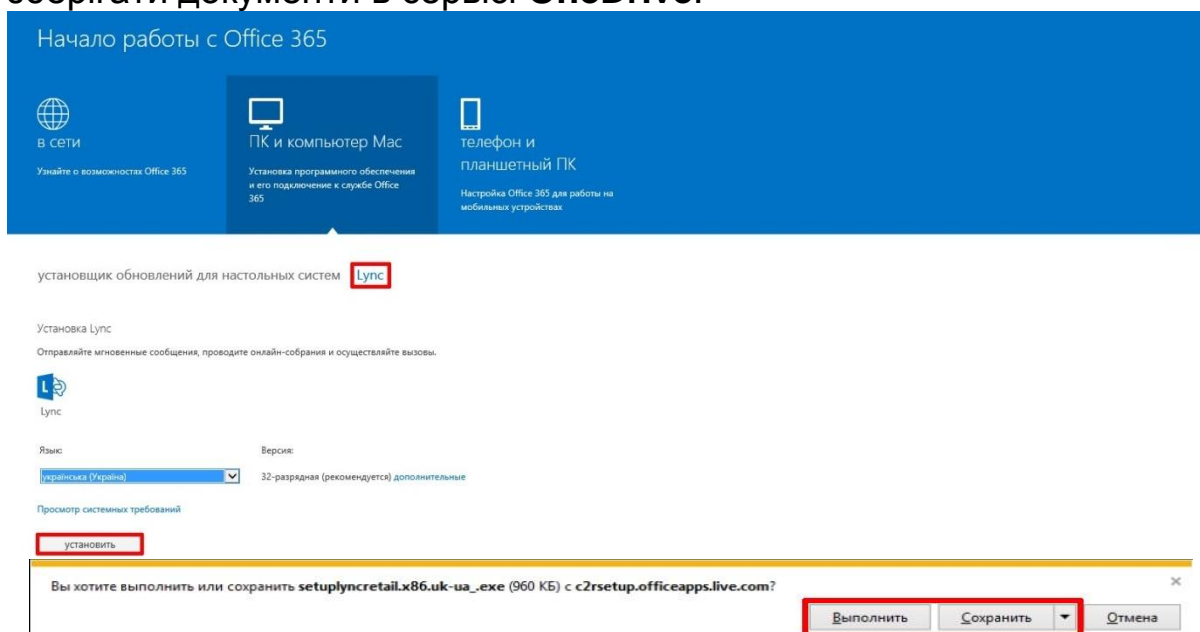 зберігати документи в сервісі OneDrive.
Начало работы с Office 365
в сети
Узнайте о возможностях Office 365
ПК и компьютер Mac
Установка программного обеспечения
и его подключение к службе Office
365
телефон и
планшетный ПК
Настройка Office 365 для работы на
мобильных устройствах
установщик обновлений для настольных систем Lync
Установка Lync
Отправляйте мгновенные сообщения, проводите онлайн-собрания и осуществляйте вызовы.
Lync
Язык: Версия:
українська (Україна) 32-разрядная (рекомендуется) дополнительные
Просмотр системных требований
установить
Вы хотите выполнить или сохранить setuplyncretail.x86.uk-ua_.exe (960 КБ) с c2rsetup.officeapps.live.com?
Выполнить Сохранить Отмена